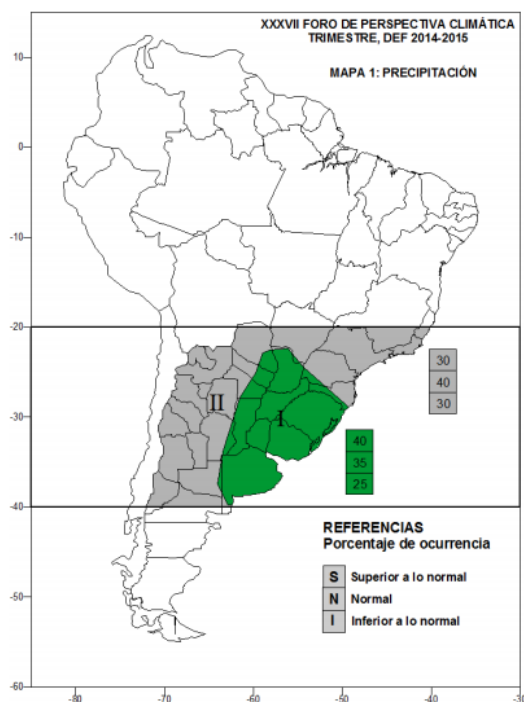 XXXVII FORO DE PERSPECTIVA CLIMÁTICA
TRIMESTRE, DEF 2014-2015
MAPA 1: PRECIPITACIÓN
10
0
-10
-20
-30
-40
-50
-60
-80
-70
-60
-50
-40
-30
II
I
30
40
30
40
35
25
REFERENCIAS
Porcentaje de ocurrencia
S Superior a lo normal
N Normal
I Inferior a lo normal